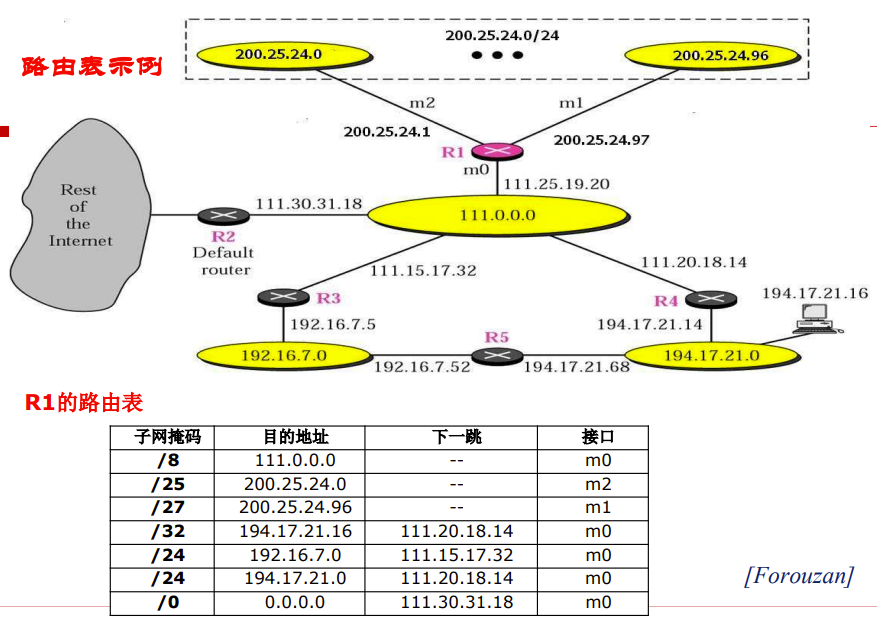 路由表示例
200.25.24.0/24
200.25.24.0
● ● ●
200.25.24.96
m2
m1
200.25.24.1
200.25.24.97
R1
m0
111.25.19.20
Rest
of
the
Internet
111.30.31.18
111.0.0.0
R2
Default
router
111.15.17.32
111.20.18.14
R3
R4
194.17.21.16
192.16.7.5
194.17.21.14
R5
192.16.7.0
194.17.21.0
192.16.7.52
194.17.21.68
R1的路由表
子网掩码 目的地址 下一跳 接口
/8 111.0.0.0 -- m0
/25 200.25.24.0 -- m2
/27 200.25.24.96 -- m1
/32 194.17.21.16 111.20.18.14 m0
/24 192.16.7.0 111.15.17.32 m0
/24 194.17.21.0 111.20.18.14 m0
/0 0.0.0.0 111.30.31.18 m0
[Forouzan]